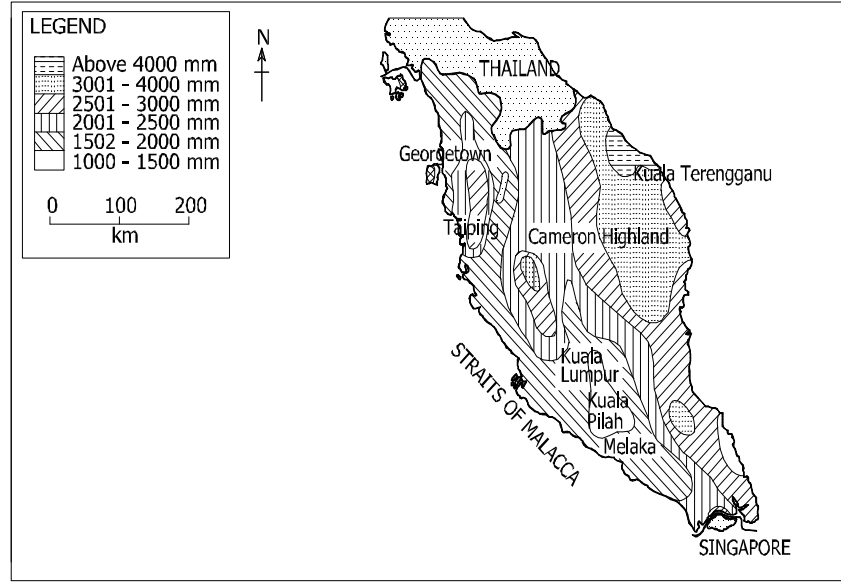 LEGEND
Above 4000 mm
3001 - 4000 mm
2501 - 3000 mm
2001 - 2500 mm
1502 - 2000 mm
1000 - 1500 mm
0 100 200
km
N
THAILAND
Georgetown
Kuala Terengganu
Taiping
Cameron Highland
Kuala
Lumpur
Kuala
Pilah
Melaka
STRAITS OF MALACCA
SINGAPORE